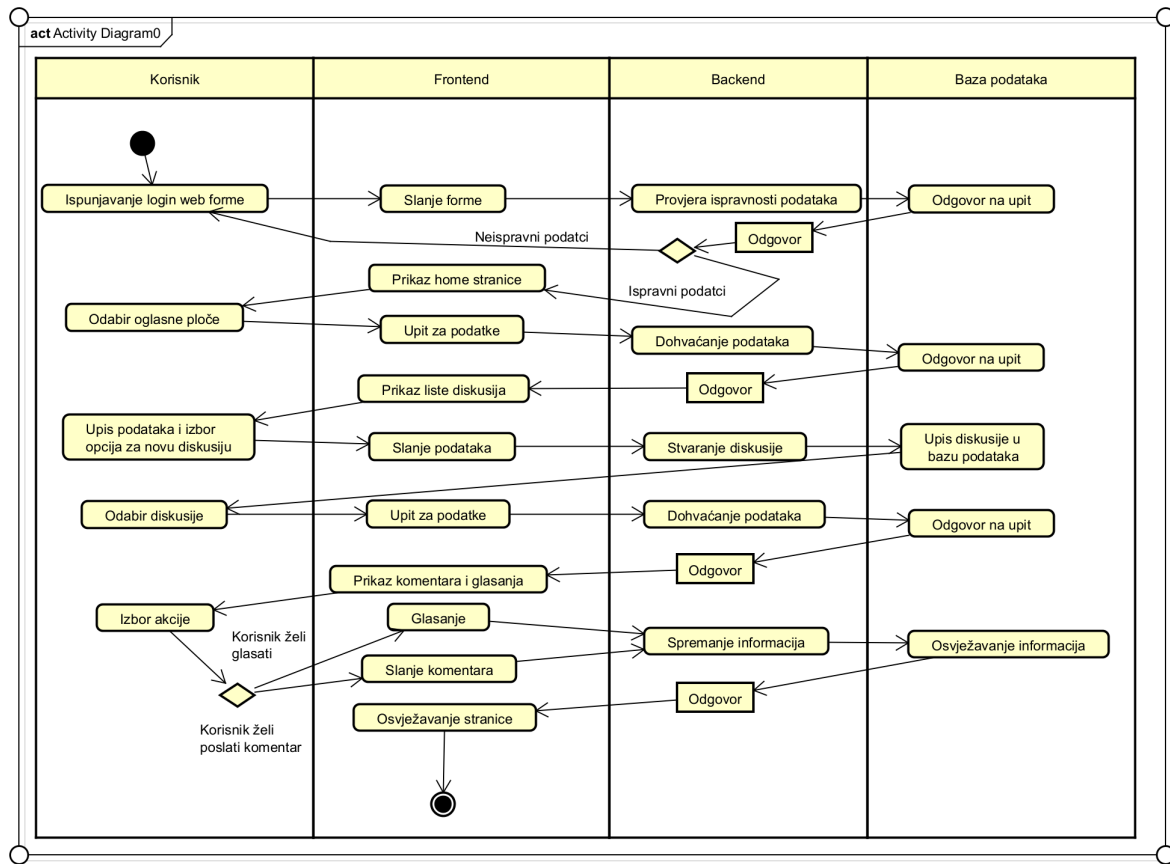 act Activity Diagram0
Korisnik
Frontend
Backend
Baza podataka
Ispunjavanje login web forme
Slanje forme
Provjera ispravnosti podataka
Odgovor na upit
Neispravni podatci
Odgovor
Prikaz home stranice
Ispravni podatci
Odabir oglasne ploče
Upit za podatke
Dohvaćanje podataka
Odgovor na upit
Prikaz liste diskusija
Odgovor
Upis podataka i izbor
opcija za novu diskusiju
Slanje podataka
Stvaranje diskusije
Upis diskusije u
bazu podataka
Odabir diskusije
Upit za podatke
Dohvaćanje podataka
Odgovor na upit
Prikaz komentara i glasanja
Odgovor
Izbor akcije
Glasanje
Korisnik želi
glasati
Spremanje informacija
Osvježavanje informacija
Slanje komentara
Odgovor
Osvježavanje stranice
Korisnik želi
poslati komentar